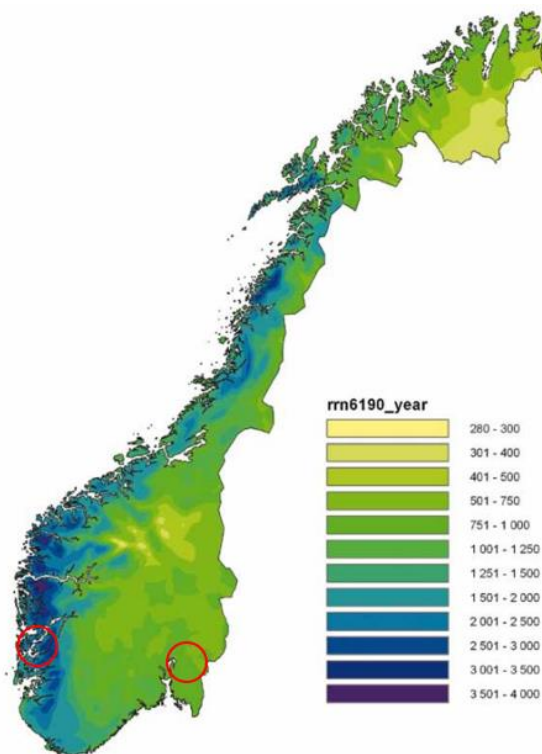 rrn6190_year
280 - 300
301 - 400
401 - 500
501 - 750
751 - 1 000
1 001 - 1 250
1 251 - 1 500
1 501 - 2 000
2 001 - 2 500
2 501 - 3 000
3 001 - 3 500
3 501 - 4 000